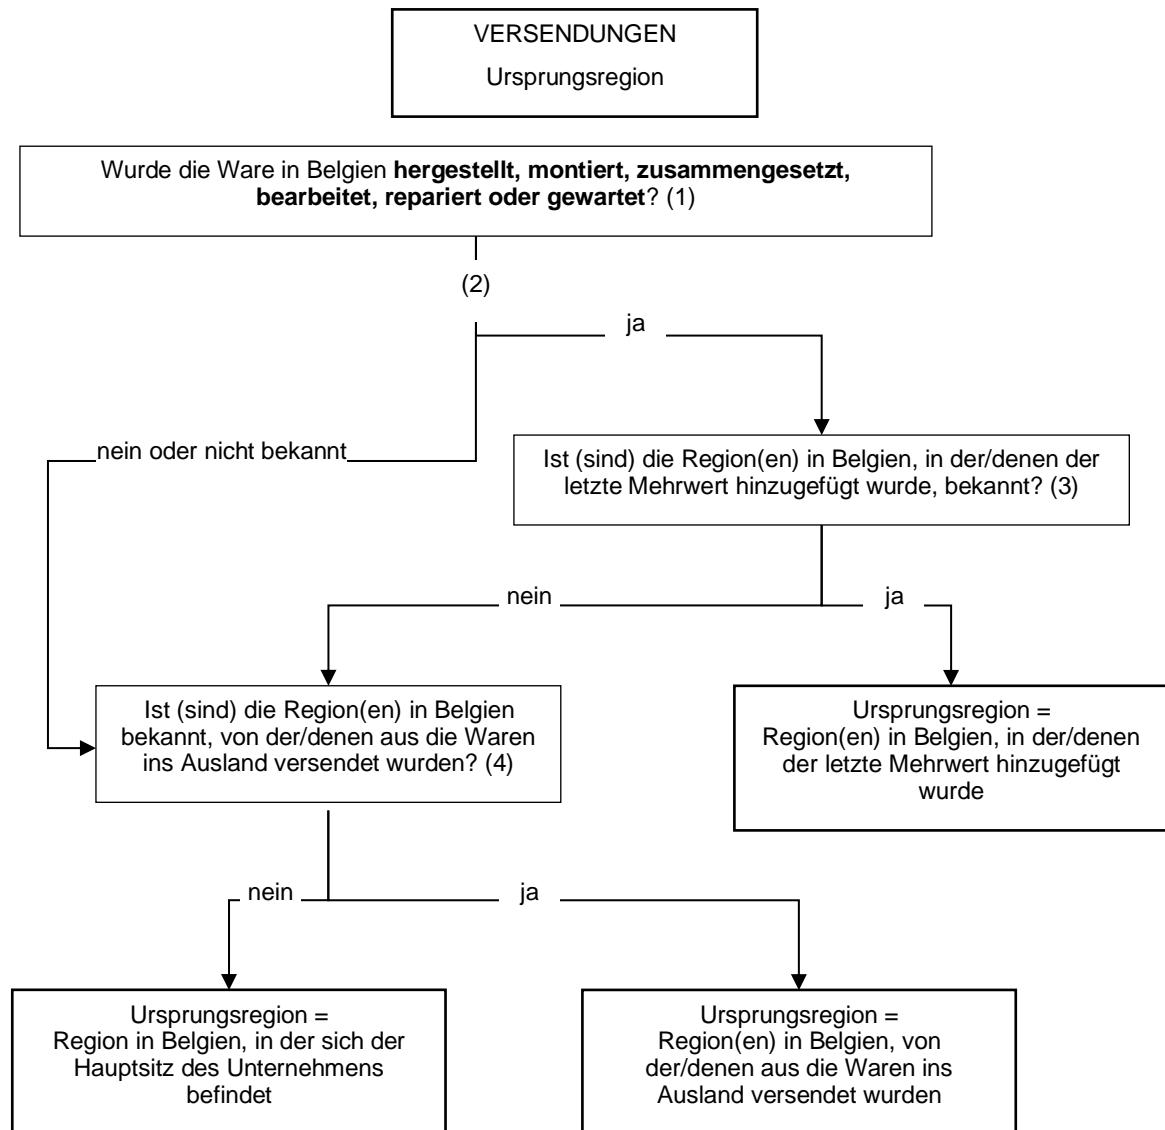 VERSENDUNGEN
Ursprungsregion
Wurde die Ware in Belgien hergestellt, montiert, zusammengesetzt,
bearbeitet, repariert oder gewartet? (1)
(2)
ja
nein oder nicht bekannt
Ist (sind) die Region(en) in Belgien, in der/denen der
letzte Mehrwert hinzugefügt wurde, bekannt? (3)
nein
ja
Ist (sind) die Region(en) in Belgien
bekannt, von der/denen aus die Waren
ins Ausland versendet wurden? (4)
Ursprungsregion =
Region(en) in Belgien, in der/denen
der letzte Mehrwert hinzugefügt
wurde
nein
ja
Ursprungsregion =
Region in Belgien, in der sich der
Hauptsitz des Unternehmens
befindet
Ursprungsregion =
Region(en) in Belgien, von
der/denen aus die Waren ins
Ausland versendet wurden